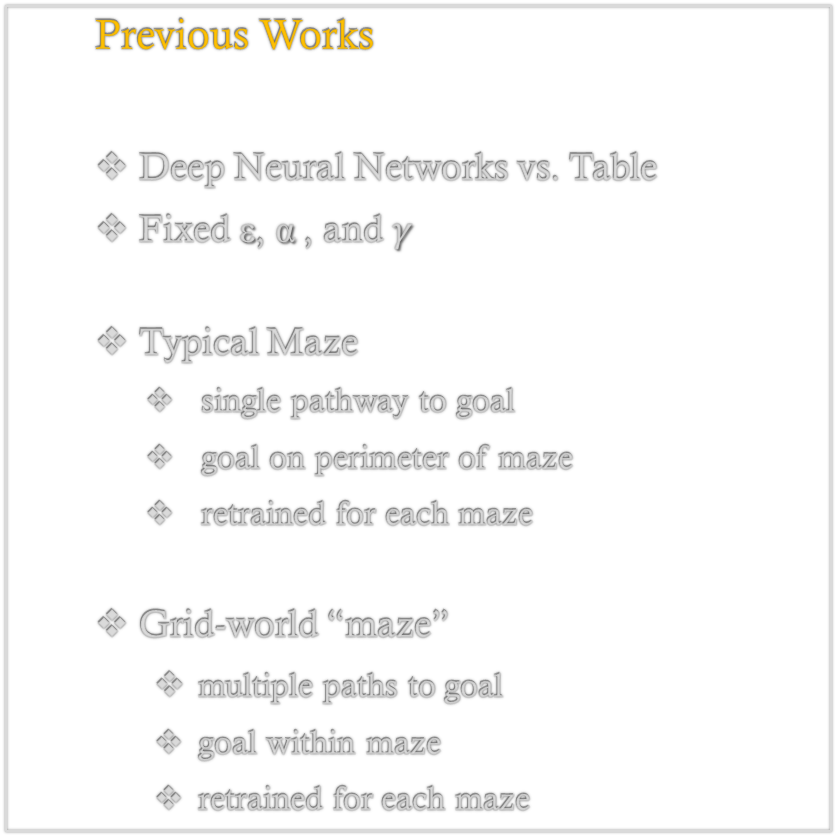 Previous Works
❖ Deep Neural Networks vs. Table
❖ Fixed ε, α , and γ
❖ Typical Maze
❖ single pathway to goal
❖ goal on perimeter of maze
❖ retrained for each maze
❖ Grid-world “maze”
❖ multiple paths to goal
❖ goal within maze
❖ retrained for each maze